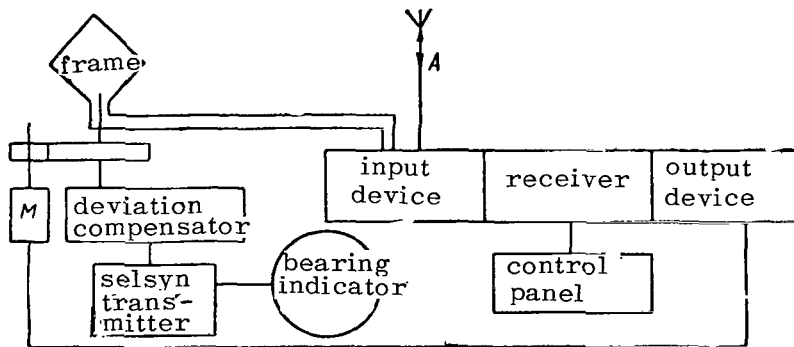 frame
A
input
device
receiver
output
device
M
deviation
compensator
bearing
indicator
selsyn
trans-
mitter
control
panel